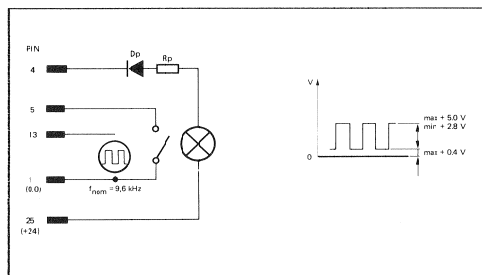 PIN
4
Dp
Rp
5
13
1
(0.0)
f nom = 9,6 kHz
25
(+24)
V
max + 5.0 V
min + 2.8 V
max + 0.4 V
0